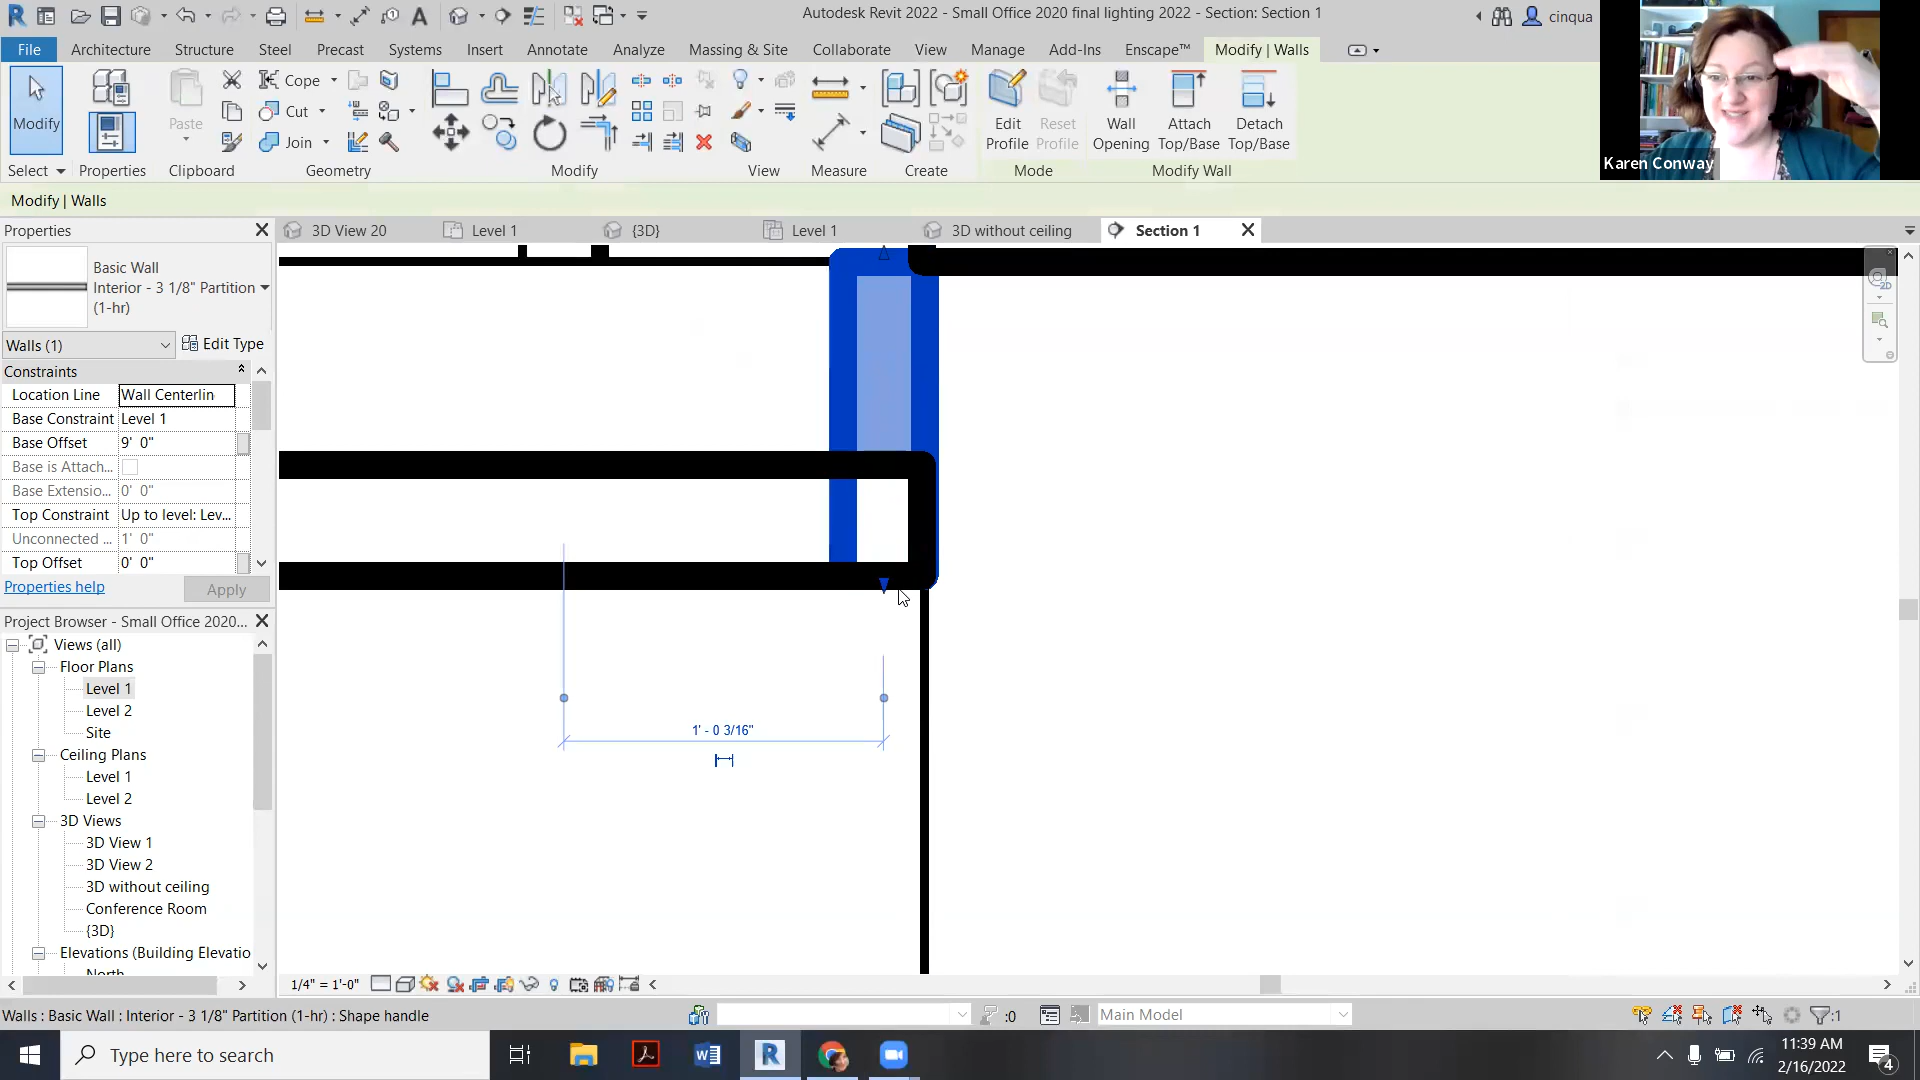 Autodesk Revit 2022 - Small Office 2020 final lighting 2022 - Section: Section 1
cinqua
File Architecture Structure Steel Precast Systems Insert Annotate Analyze Massing & Site Collaborate View Manage Add-Ins Enscape™ Modify | Walls
Modify
Paste
Cope
Cut
Join
Edit Profile
Reset Profile
Wall Opening
Attach Top/Base
Detach Top/Base
Select Properties Clipboard Geometry Modify View Measure Create Mode Modify Wall
Karen Conway
Modify | Walls
Properties
3D View 20 Level 1 {3D} Level 1 3D without ceiling Section 1
Basic Wall
Interior - 3 1/8" Partition
(1-hr)
Walls (1) Edit Type
Constraints
Location Line Wall Centerlin
Base Constraint Level 1
Base Offset 9' 0"
Base is Attach...
Base Extensio... 0' 0"
Top Constraint Up to level: Lev...
Unconnected ... 1' 0"
Top Offset 0' 0"
Properties help Apply
Project Browser - Small Office 2020...
Views (all)
Floor Plans
Level 1
Level 2
Site
Ceiling Plans
Level 1
Level 2
3D Views
3D View 1
3D View 2
3D without ceiling
Conference Room
{3D}
Elevations (Building Elevatio
North
1' - 0 3/16"
2D
1/4" = 1'-0"
Walls : Basic Wall : Interior - 3 1/8" Partition (1-hr) : Shape handle
:0
Main Model
:1
Type here to search
11:39 AM
2/16/2022
4